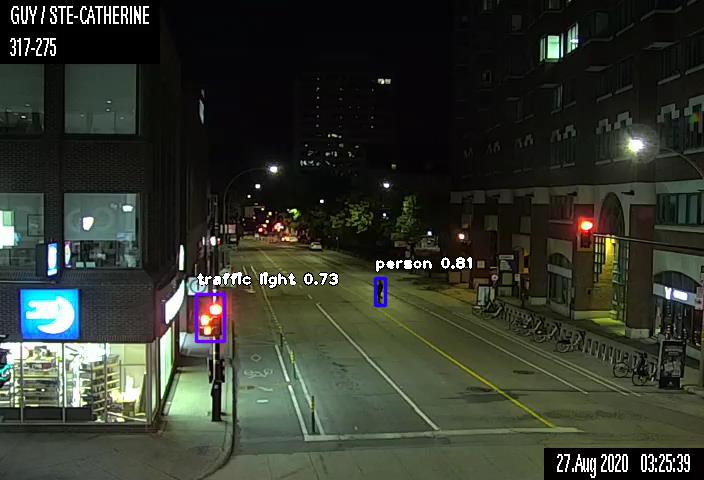 GUY / STE-CATHERINE
317-275
traffic light 0.73
person 0.81
27.Aug 2020 03:25:39